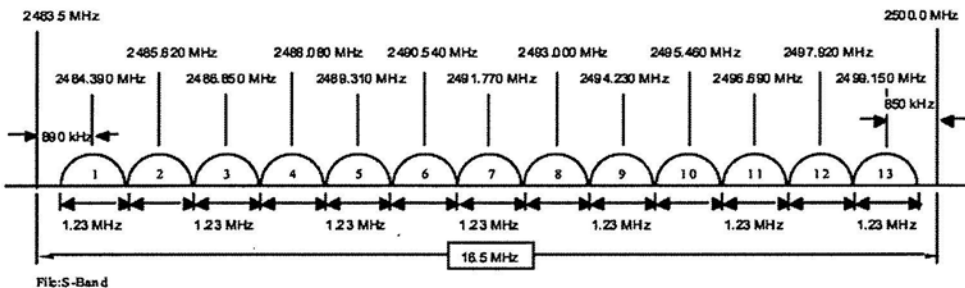 2483.5 MHz 2500.0 MHz
2485.620 MHz 2488.080 MHz 2490.540 MHz 2493.000 MHz 2495.460 MHz 2497.920 MHz
2484.390 MHz 2486.850 MHz 2489.310 MHz 2491.770 MHz 2494.230 MHz 2496.690 MHz 2499.150 MHz
890 kHz 850 kHz
1 2 3 4 5 6 7 8 9 10 11 12 13
1.23 MHz 1.23 MHz 1.23 MHz 1.23 MHz 1.23 MHz 1.23 MHz 1.23 MHz
16.5 MHz
File:S-Band